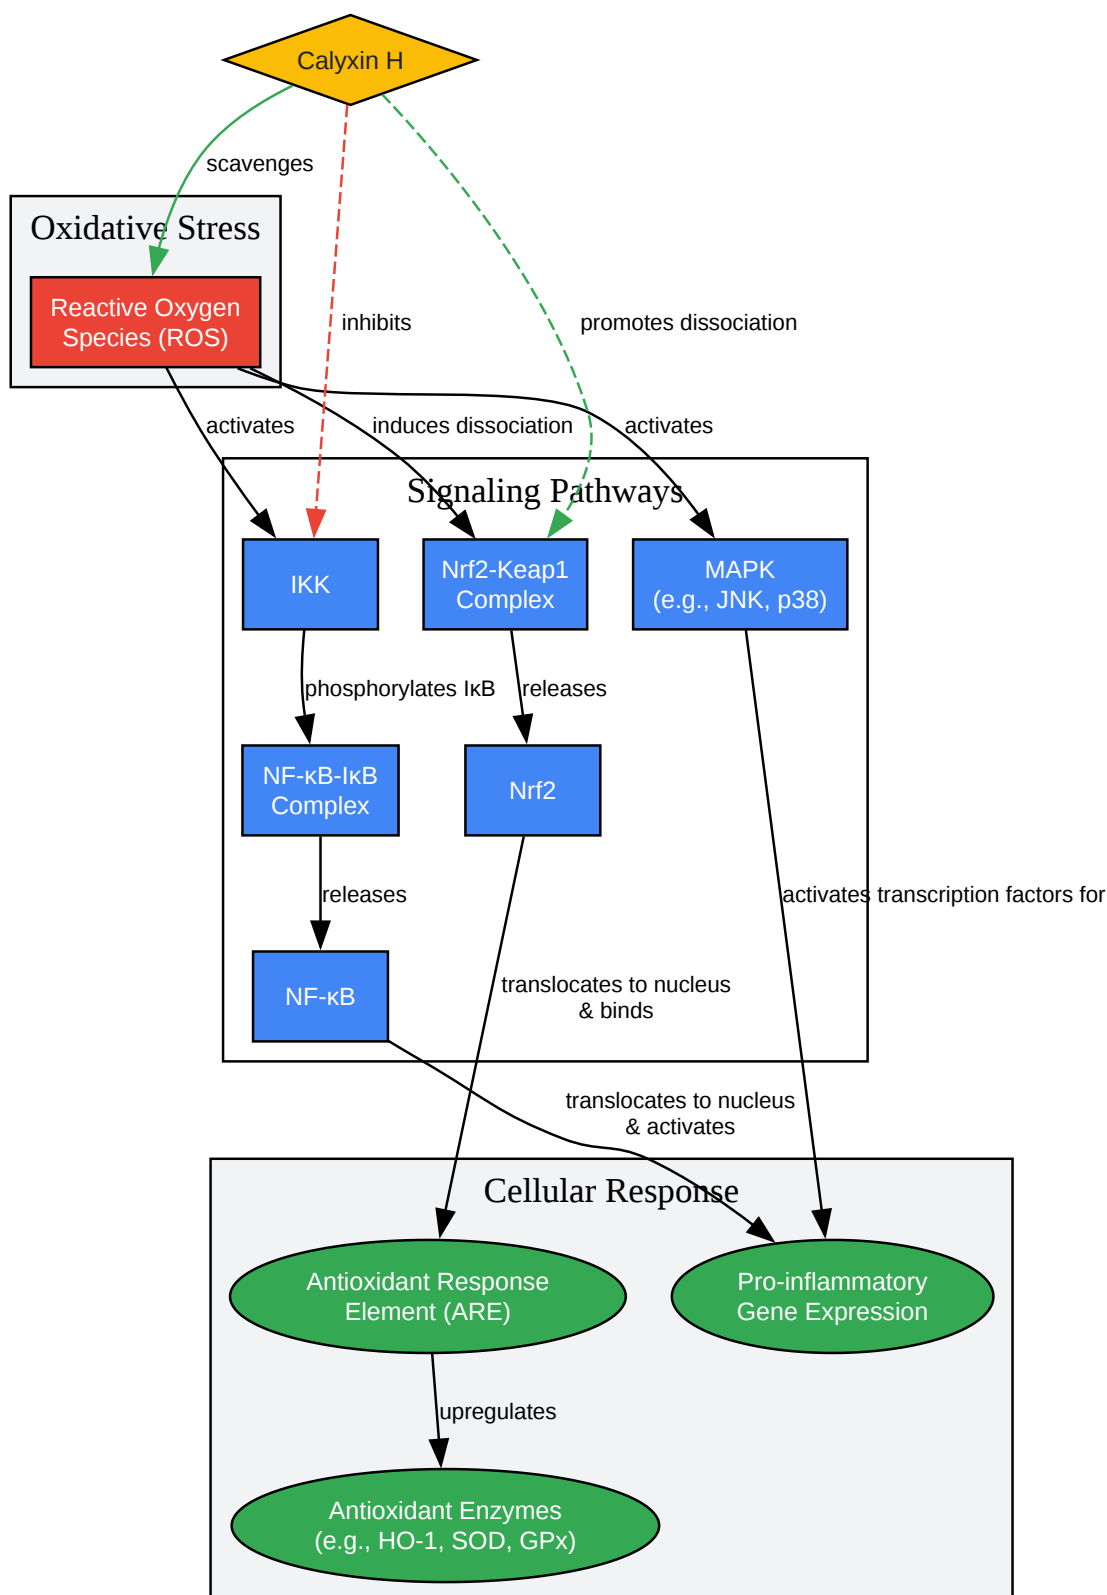 Calyxin H
scavenges
Oxidative Stress
Reactive Oxygen
Species (ROS)
inhibits
promotes dissociation
activates
induces dissociation
activates
Signaling Pathways
IKK
Nrf2-Keap1
Complex
MAPK
(e.g., JNK, p38)
phosphorylates IκB
releases
NF-κB-IκB
Complex
Nrf2
releases
activates transcription factors for
NF-κB
translocates to nucleus
& binds
translocates to nucleus
& activates
Cellular Response
Antioxidant Response
Element (ARE)
Pro-inflammatory
Gene Expression
upregulates
Antioxidant Enzymes
(e.g., HO-1, SOD, GPx)